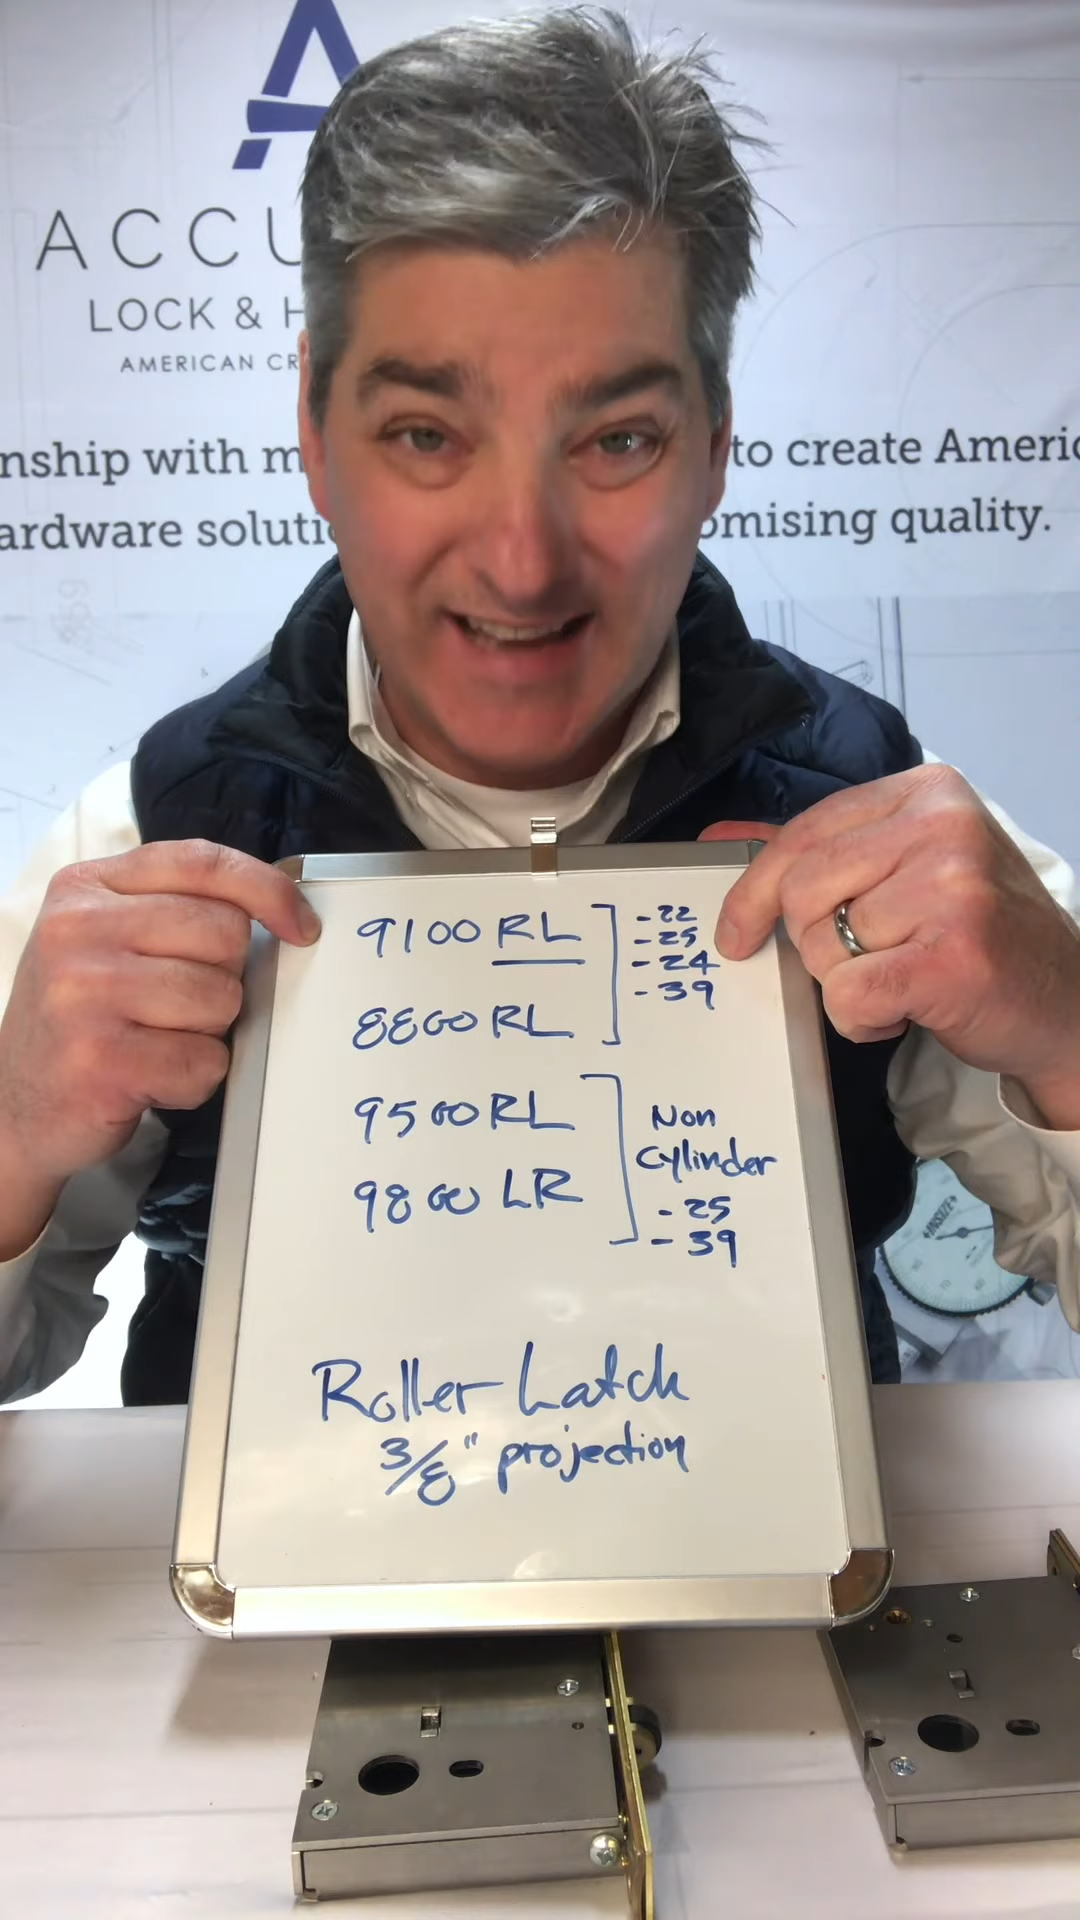 ACCU
LOCK & H
AMERICAN CR
nship with m to create Americ
ardware soluti omising quality.
9100 RL
-22
-25
-24
-39
8800 RL
9500 RL
9800 LR
Non
Cylinder
-25
-39
Roller Latch
3/8" projection
INSIZE